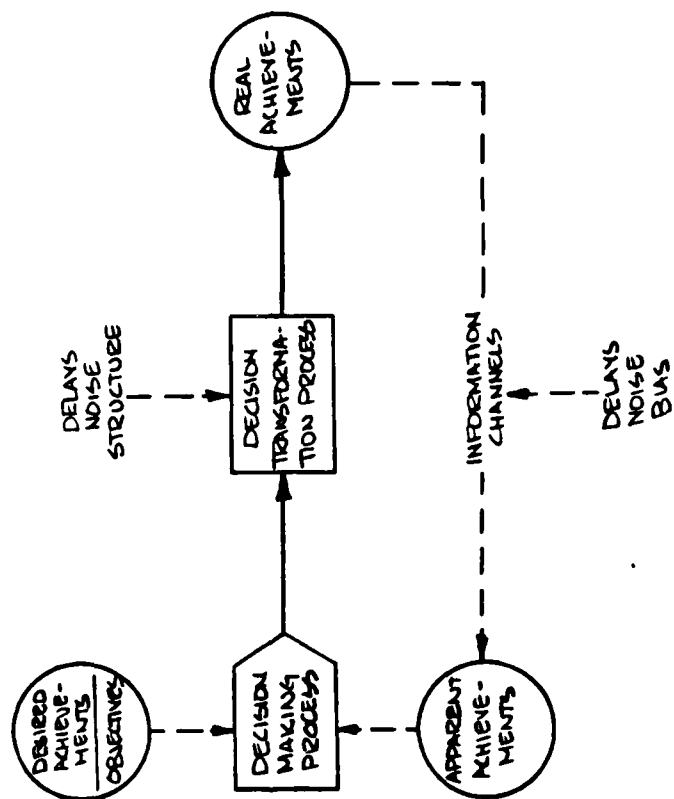 DESIRED
ACHIEVE-
MENTS
OBJECTIVES
DECISION
MAKING
PROCESS
APPARENT
ACHIEVE-
MENTS
DELAYS
NOISE
STRUCTURE
DECISION
TRANSFORMA-
TION PROCESS
INFORMATION
CHANNELS
DELAYS
NOISE
BIAS
REAL
ACHIEVE-
MENTS